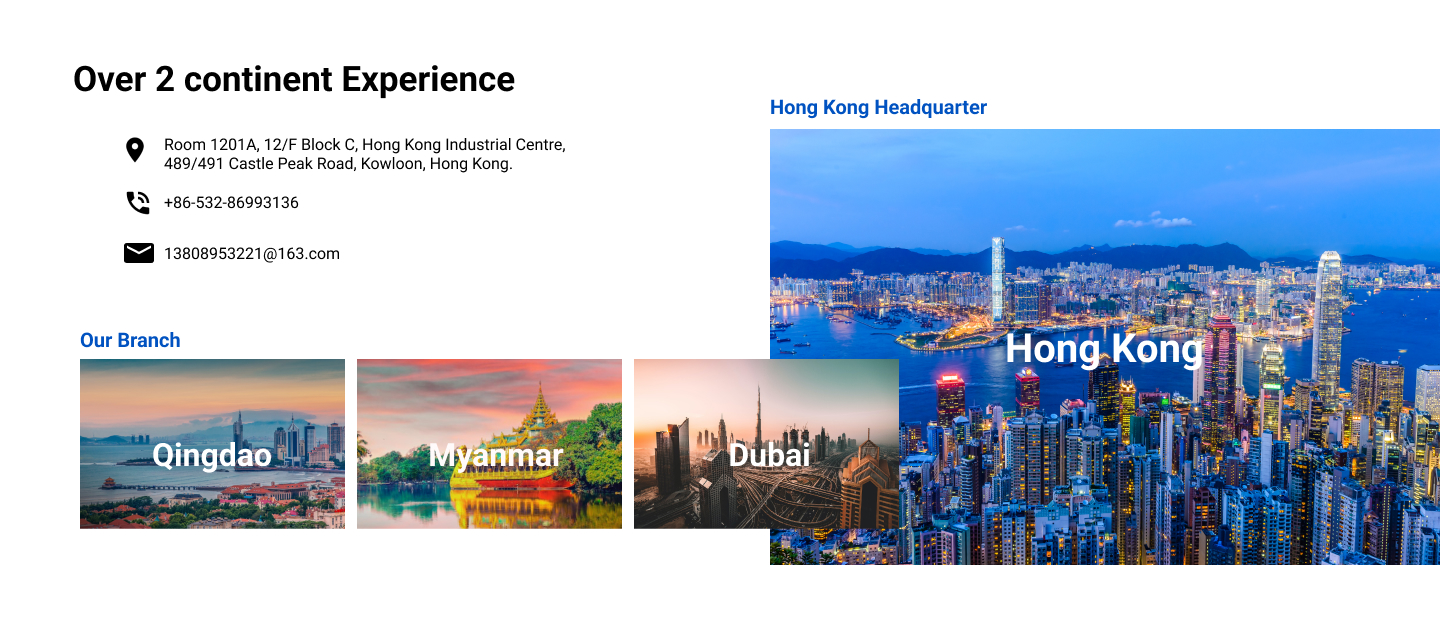 Over 2 continent Experience
Room 1201A, 12/F Block C, Hong Kong Industrial Centre,
489/491 Castle Peak Road, Kowloon, Hong Kong.
+86-532-86993136
13808953221@163.com
Hong Kong Headquarter
Hong Kong
Our Branch
Qingdao
Myanmar
Dubai